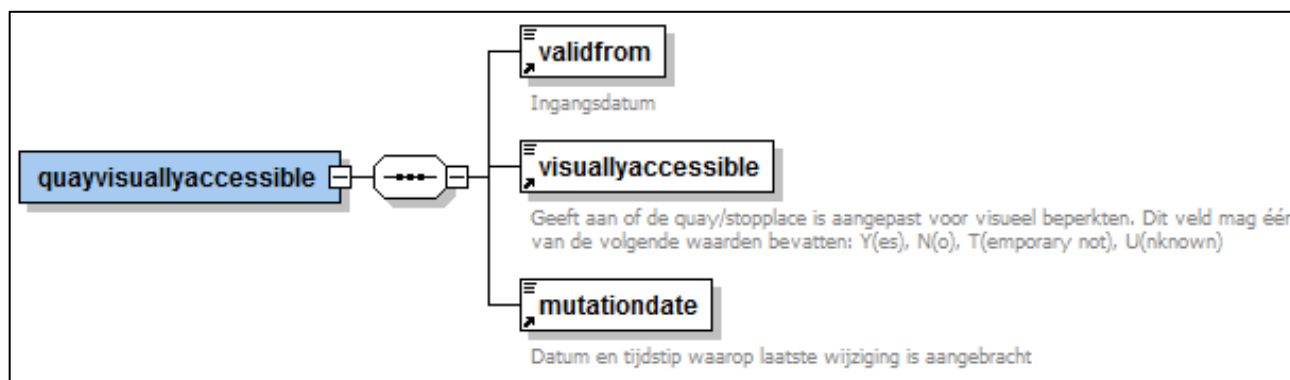 validfrom
Ingangsdatum
quayvisuallyaccessible
visuallyaccessible
Geeft aan of de quay/stopplace is aangepast voor visueel beperkten. Dit veld mag één
van de volgende waarden bevatten: Y(es), N(o), T(emporary not), U(nknown)
mutationdate
Datum en tijdstip waarop laatste wijziging is aangebracht